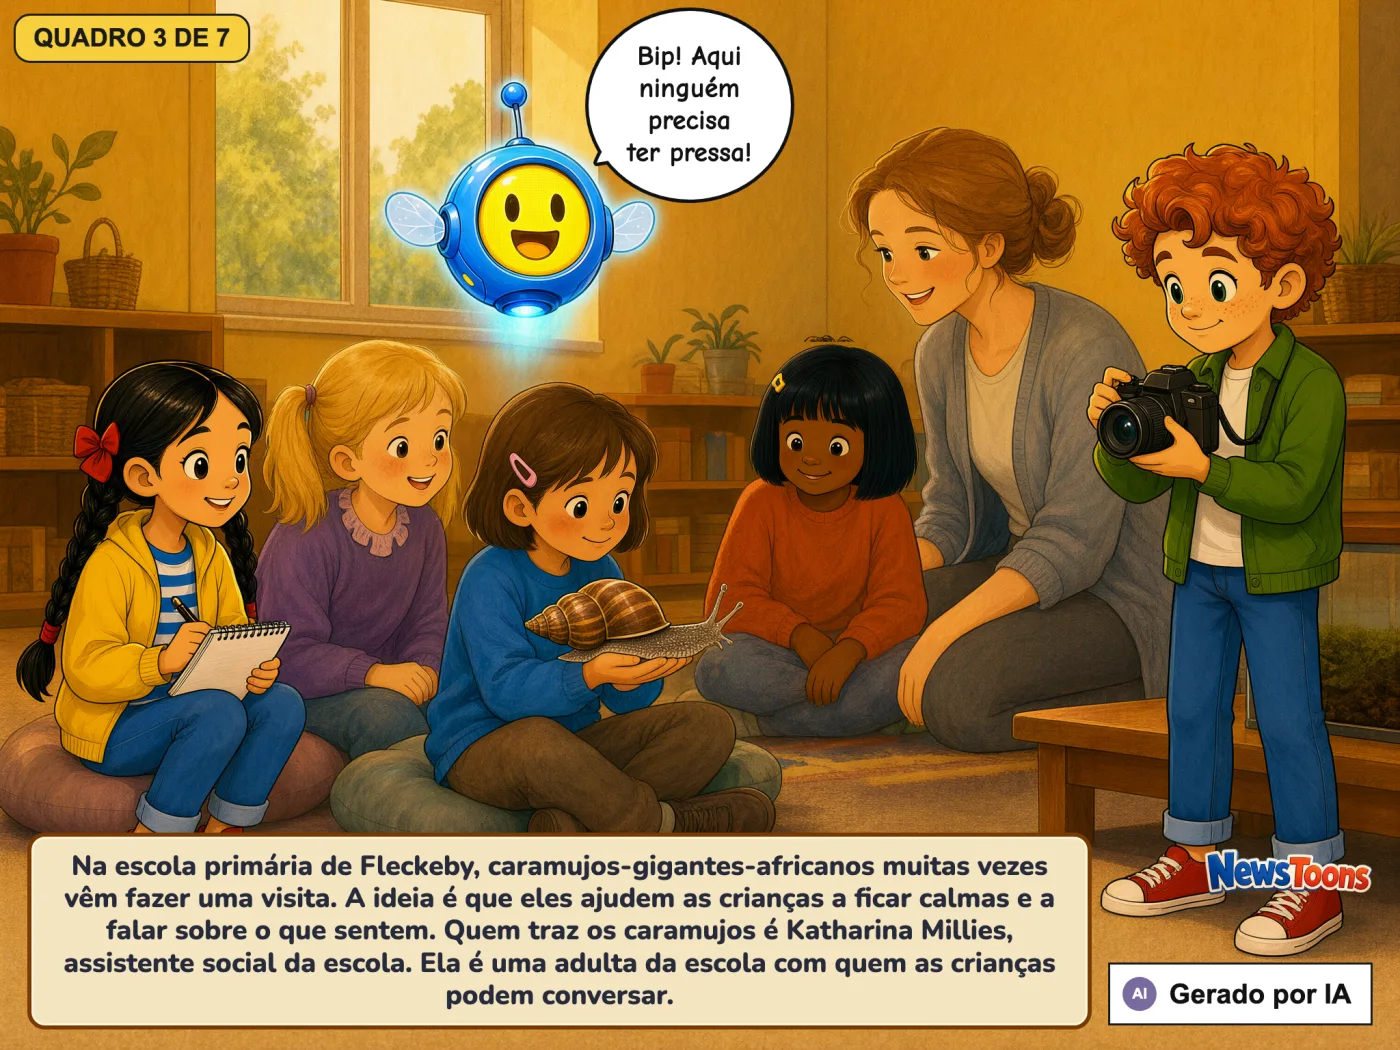 QUADRO 3 DE 7
Bip! Aqui
ninguém
precisa
ter pressa!
Na escola primária de Fleckeby, caramujos-gigantes-africanos muitas vezes
vêm fazer uma visita. A ideia é que eles ajudem as crianças a ficar calmas e a
falar sobre o que sentem. Quem traz os caramujos é Katharina Millies,
assistente social da escola. Ela é uma adulta da escola com quem as crianças
podem conversar.
NewsToons
AI Gerado por IA